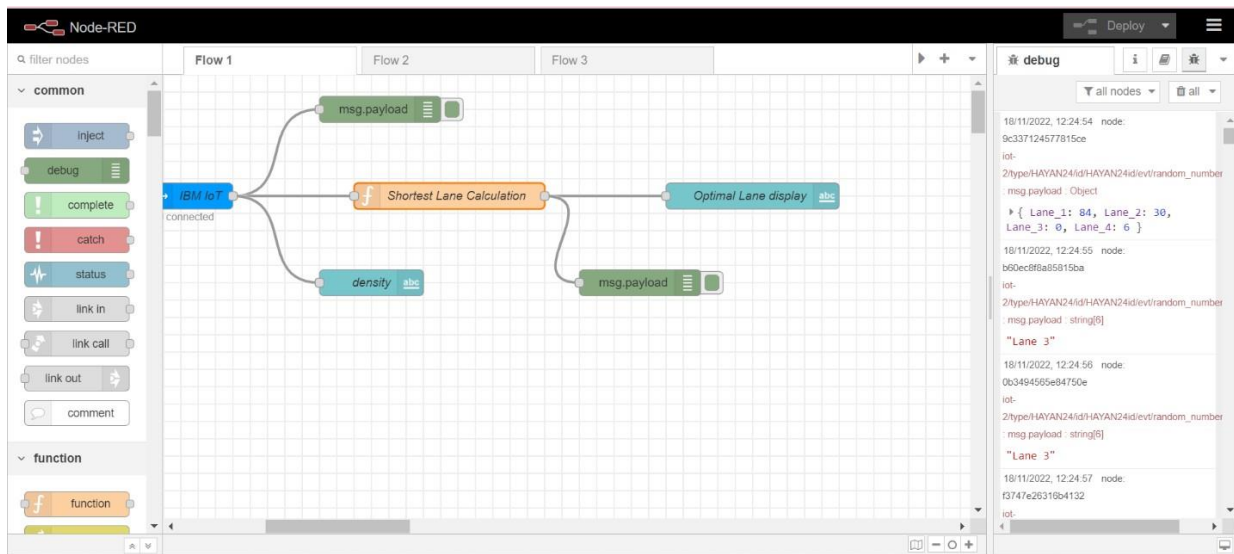 Node-RED
Deploy
filter nodes
Flow 1
Flow 2
Flow 3
debug
i
all nodes
all
common
inject
debug
complete
catch
status
link in
link call
link out
comment
function
f function
msg.payload
IBM IoT
connected
f Shortest Lane Calculation
Optimal Lane display abc
density abc
msg.payload
18/11/2022, 12:24:54 node:
9c337124577815ce
iot-
2/type/HAYAN24/id/HAYAN24id/evt/random_number
: msg.payload : Object
{ Lane_1: 84, Lane_2: 30,
Lane_3: 0, Lane_4: 6 }
18/11/2022, 12:24:55 node:
b60ec8f8a85815ba
iot-
2/type/HAYAN24/id/HAYAN24id/evt/random_number
: msg.payload : string[6]
"Lane 3"
18/11/2022, 12:24:56 node:
0b3494565e84750e
iot-
2/type/HAYAN24/id/HAYAN24id/evt/random_number
: msg.payload : string[6]
"Lane 3"
18/11/2022, 12:24:57 node:
f3747e26316b4132
iot-